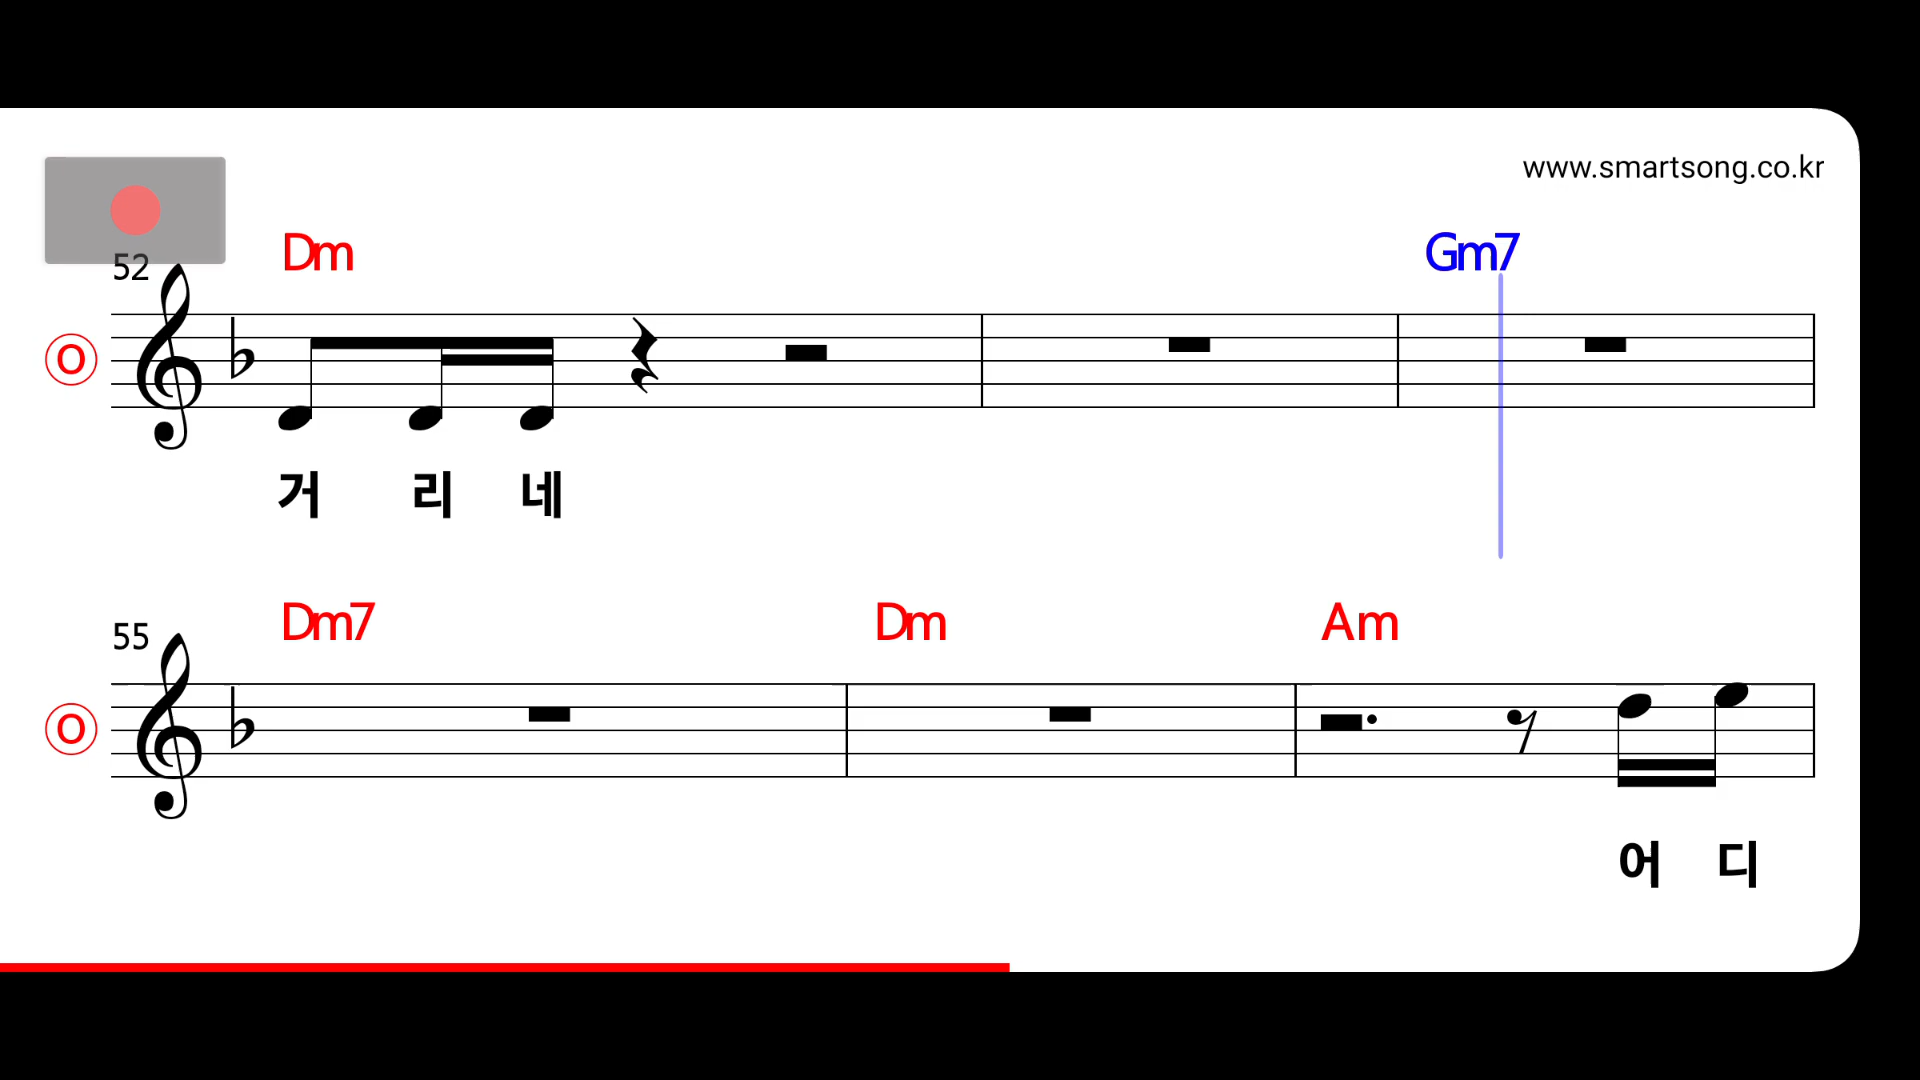 www.smartsong.co.kr
52 Dm Gm7
O
거 리 네
55 Dm7 Dm Am
O
어 디